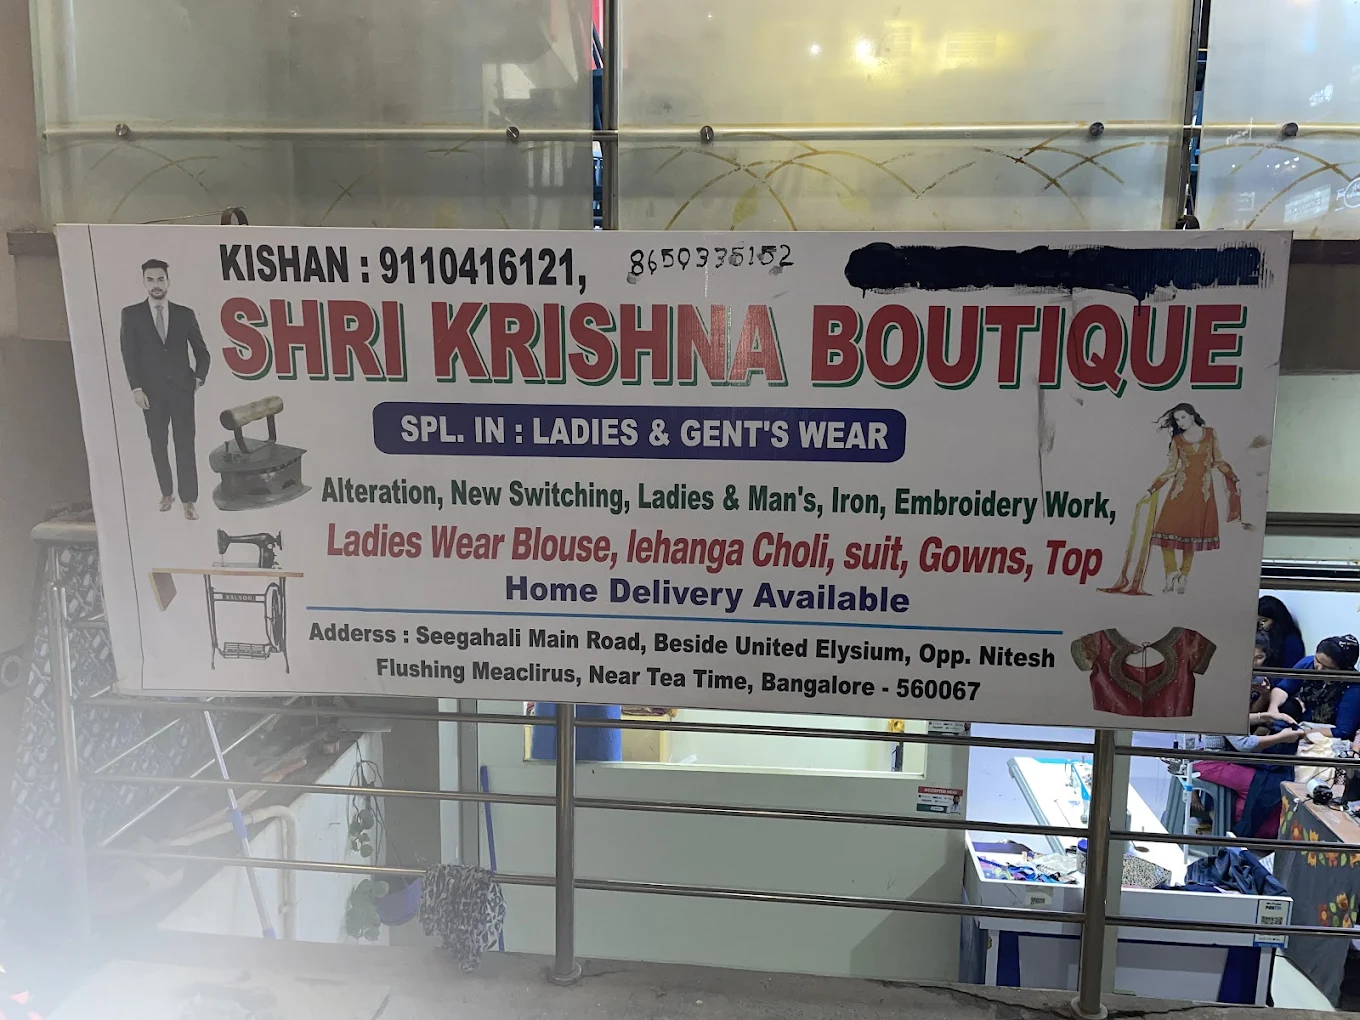 KISHAN : 9110416121, 8650335152
SHRI KRISHNA BOUTIQUE
SPL. IN : LADIES & GENT'S WEAR
Alteration, New Switching, Ladies & Man's, Iron, Embroidery Work,
Ladies Wear Blouse, lehanga Choli, suit, Gowns, Top
Home Delivery Available
Adderss : Seegahali Main Road, Beside United Elysium, Opp. Nitesh
Flushing Meaclirus, Near Tea Time, Bangalore - 560067